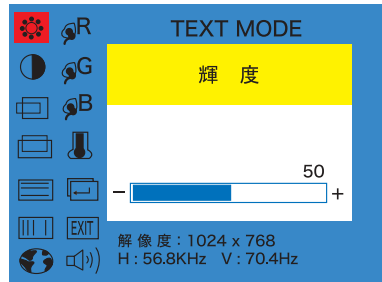 R
G
B
EXIT
TEXT MODE
輝 度
50
− +
解 像 度：1024 x 768
H : 56.8KHz V : 70.4Hz